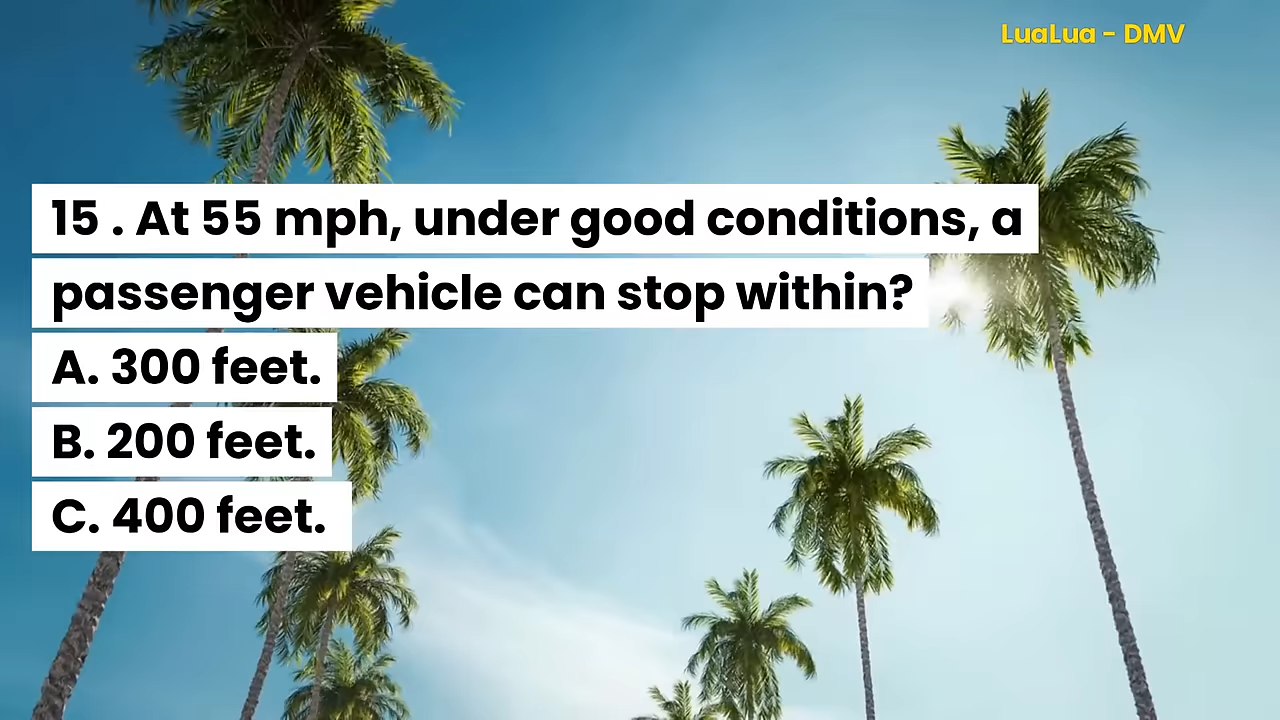 LuaLua - DMV
15 . At 55 mph, under good conditions, a
passenger vehicle can stop within?
A. 300 feet.
B. 200 feet.
C. 400 feet.